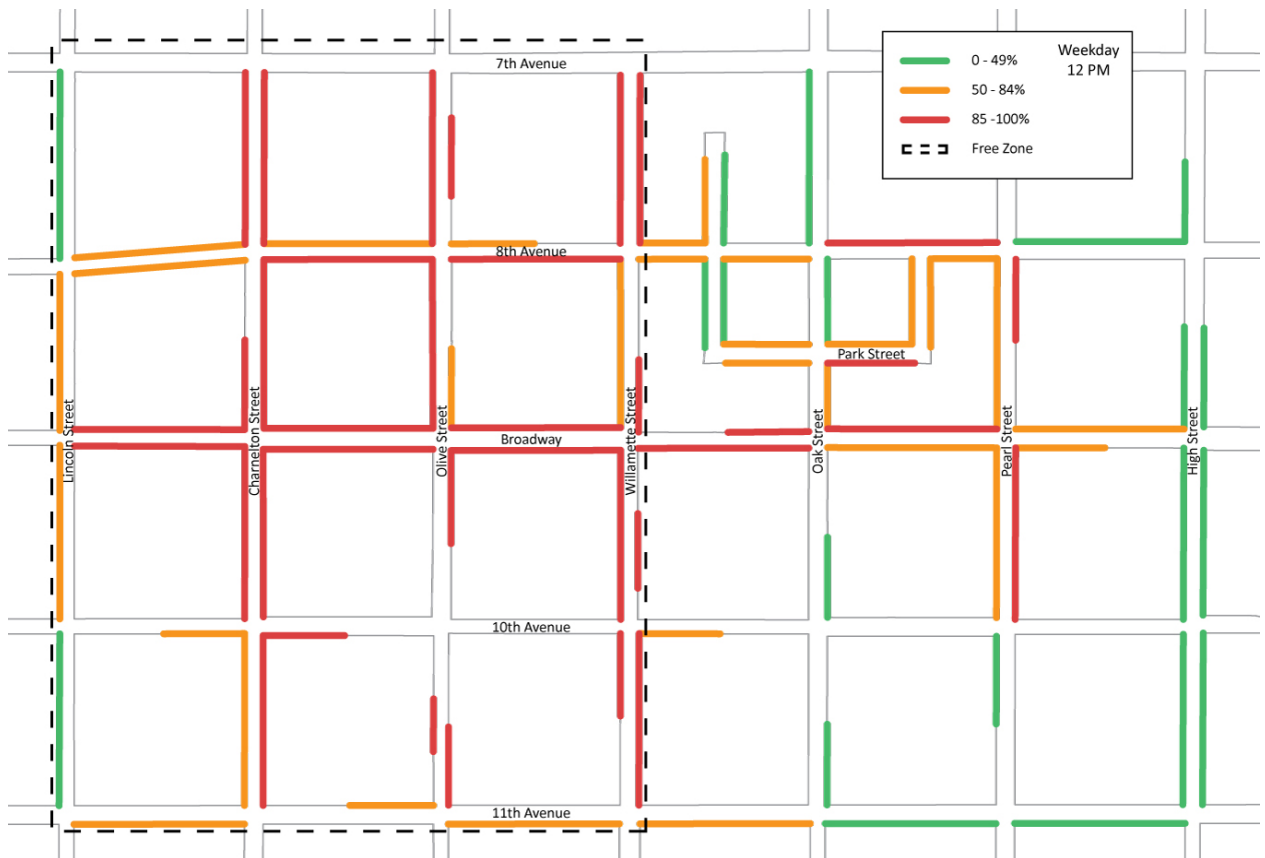 Weekday
12 PM
0 - 49%
50 - 84%
85 -100%
Free Zone
7th Avenue
8th Avenue
Park Street
Broadway
Lincoln Street
Charnelton Street
Olive Street
Willamette Street
Oak Street
Pearl Street
High Street
10th Avenue
11th Avenue